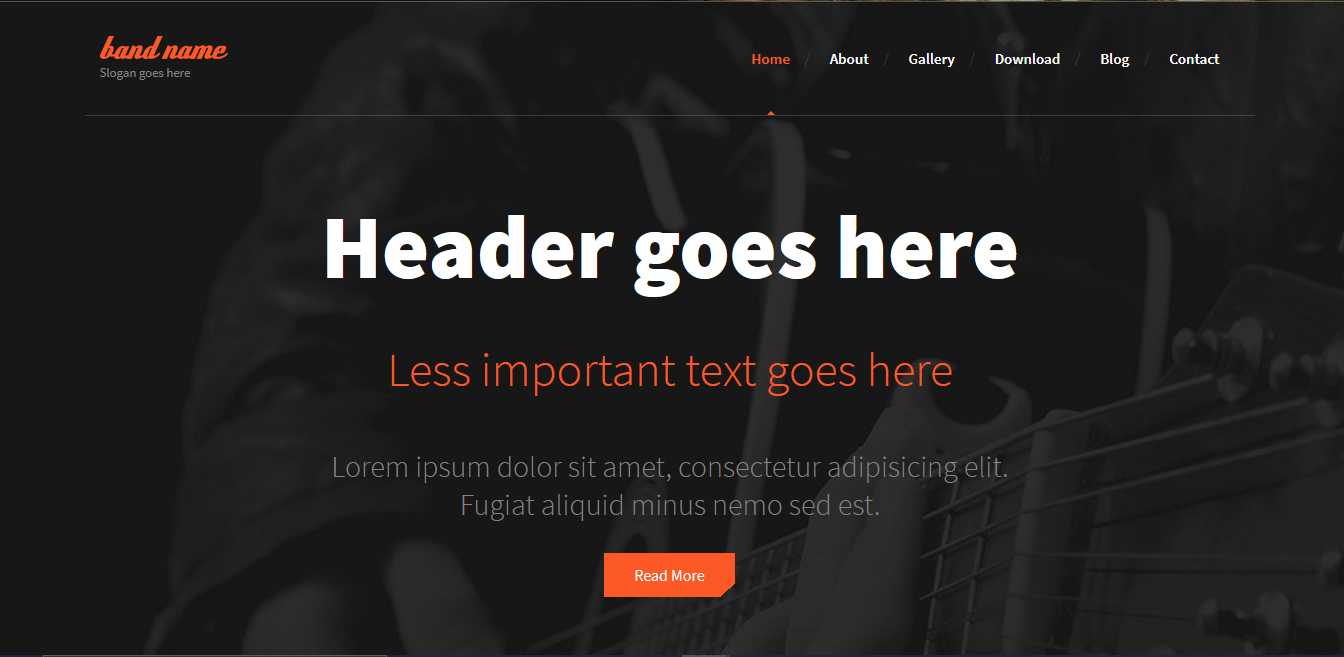 band name
Slogan goes here
Home / About / Gallery / Download / Blog / Contact
Header goes here
Less important text goes here
Lorem ipsum dolor sit amet, consectetur adipisicing elit.
Fugiat aliquid minus nemo sed est.
Read More